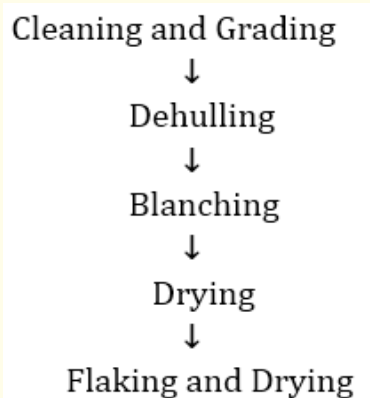 Cleaning and Grading
↓
Dehulling
↓
Blanching
↓
Drying
↓
Flaking and Drying